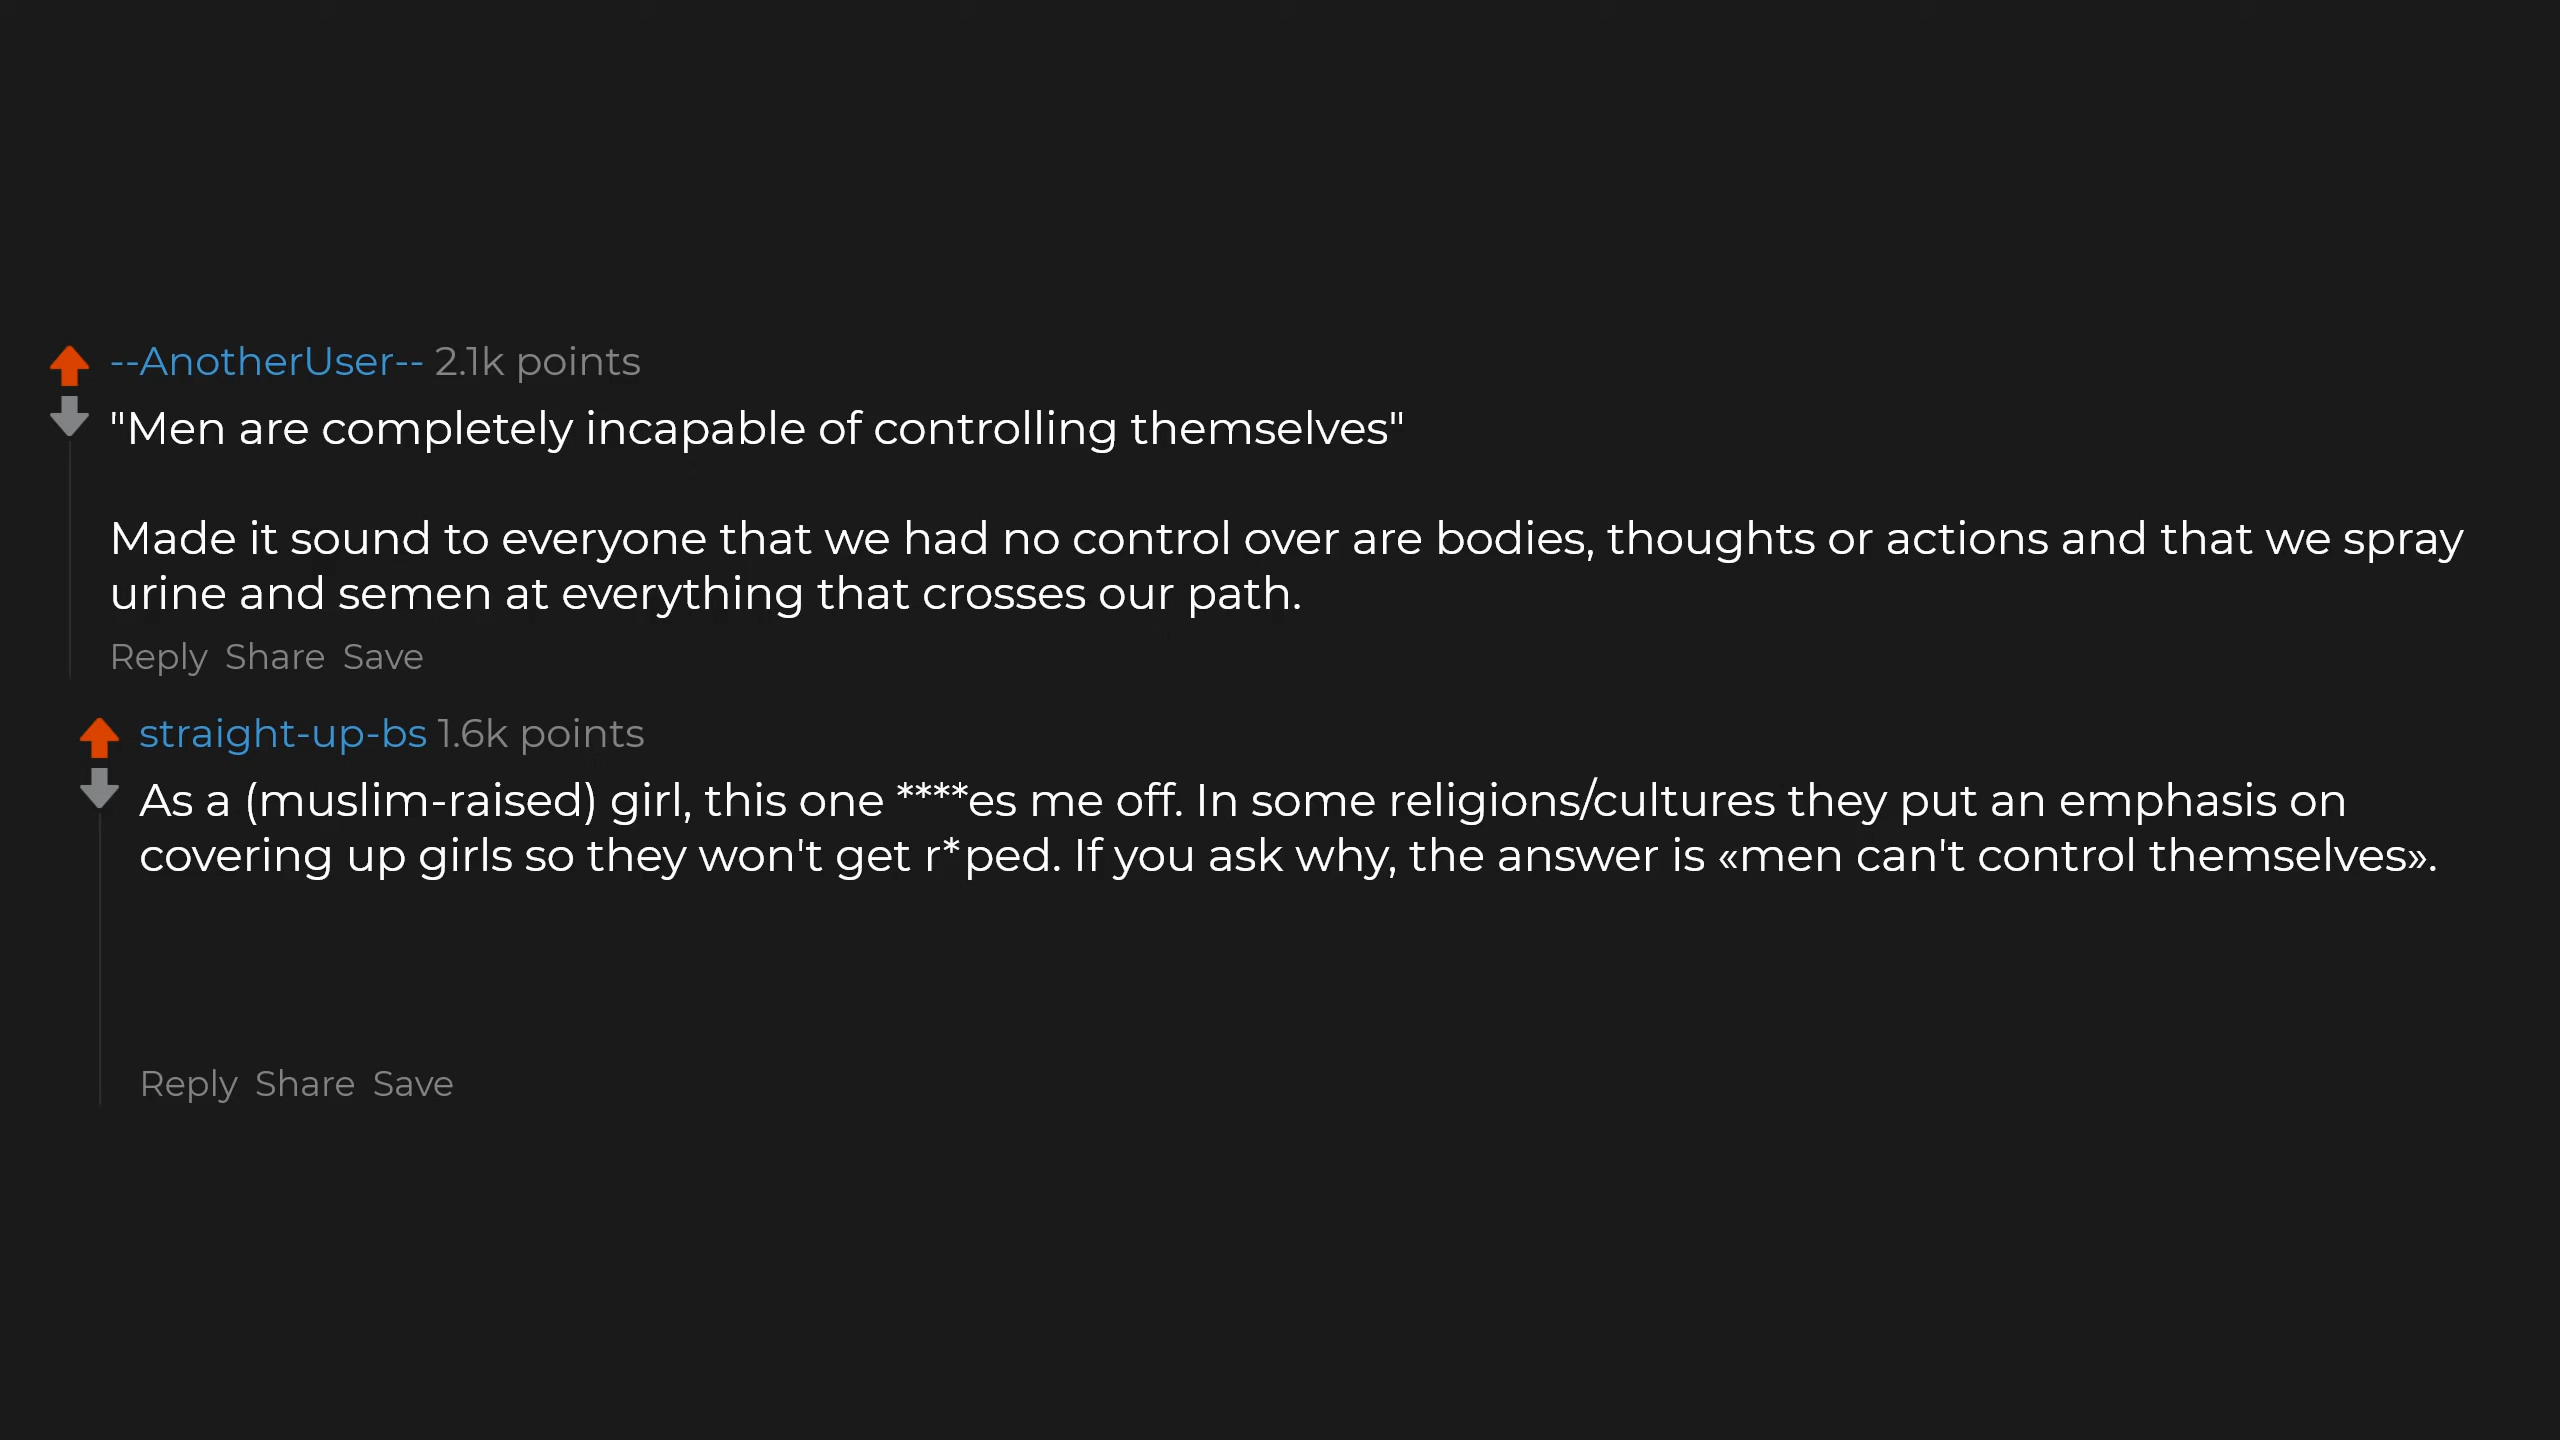 --AnotherUser-- 2.1k points
"Men are completely incapable of controlling themselves"
Made it sound to everyone that we had no control over are bodies, thoughts or actions and that we spray
urine and semen at everything that crosses our path.
Reply Share Save
straight-up-bs 1.6k points
As a (muslim-raised) girl, this one ****es me off. In some religions/cultures they put an emphasis on
covering up girls so they won't get r*ped. If you ask why, the answer is «men can't control themselves».
Reply Share Save